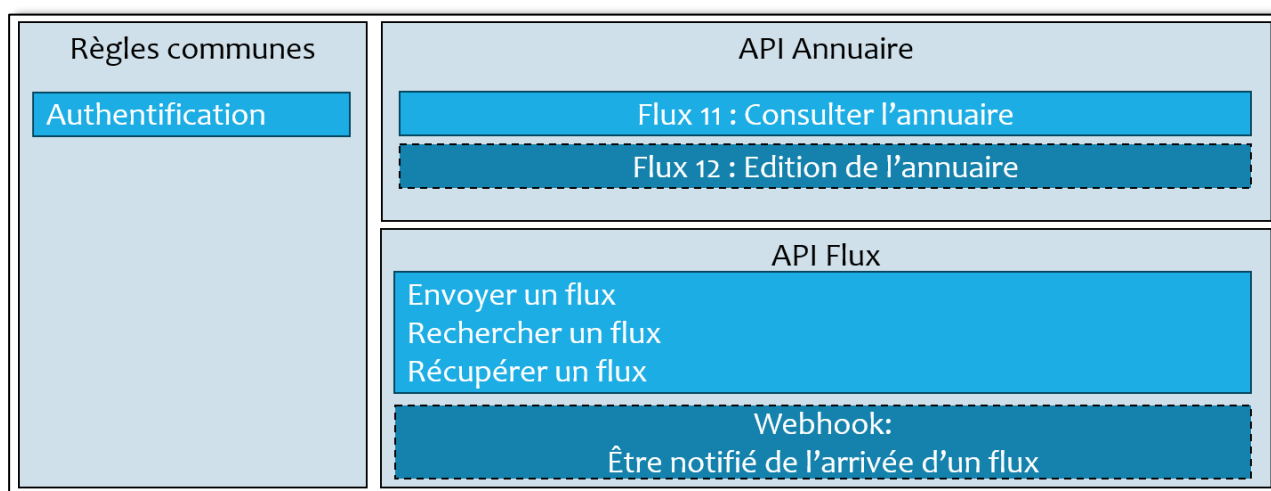 Règles communes
Authentification
API Annuaire
Flux 11 : Consulter l’annuaire
Flux 12 : Edition de l’annuaire
API Flux
Envoyer un flux
Rechercher un flux
Récupérer un flux
Webhook:
Être notifié de l’arrivée d’un flux